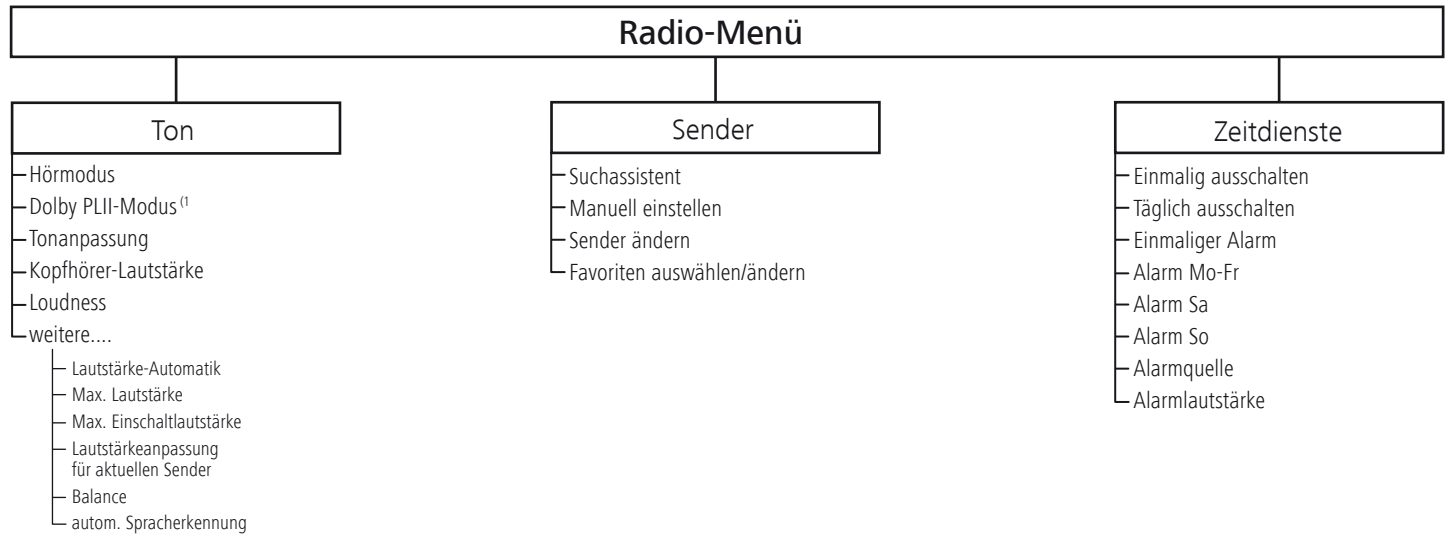 Radio-Menü
Ton
Hörmodus
Dolby PLII-Modus (1
Tonanpassung
Kopfhörer-Lautstärke
Loudness
weitere....
Lautstärke-Automatik
Max. Lautstärke
Max. Einschaltlautstärke
Lautstärkeanpassung
für aktuellen Sender
Balance
autom. Spracherkennung
Sender
Suchassistent
Manuell einstellen
Sender ändern
Favoriten auswählen/ändern
Zeitdienste
Einmalig ausschalten
Täglich ausschalten
Einmaliger Alarm
Alarm Mo-Fr
Alarm Sa
Alarm So
Alarmquelle
Alarmlautstärke